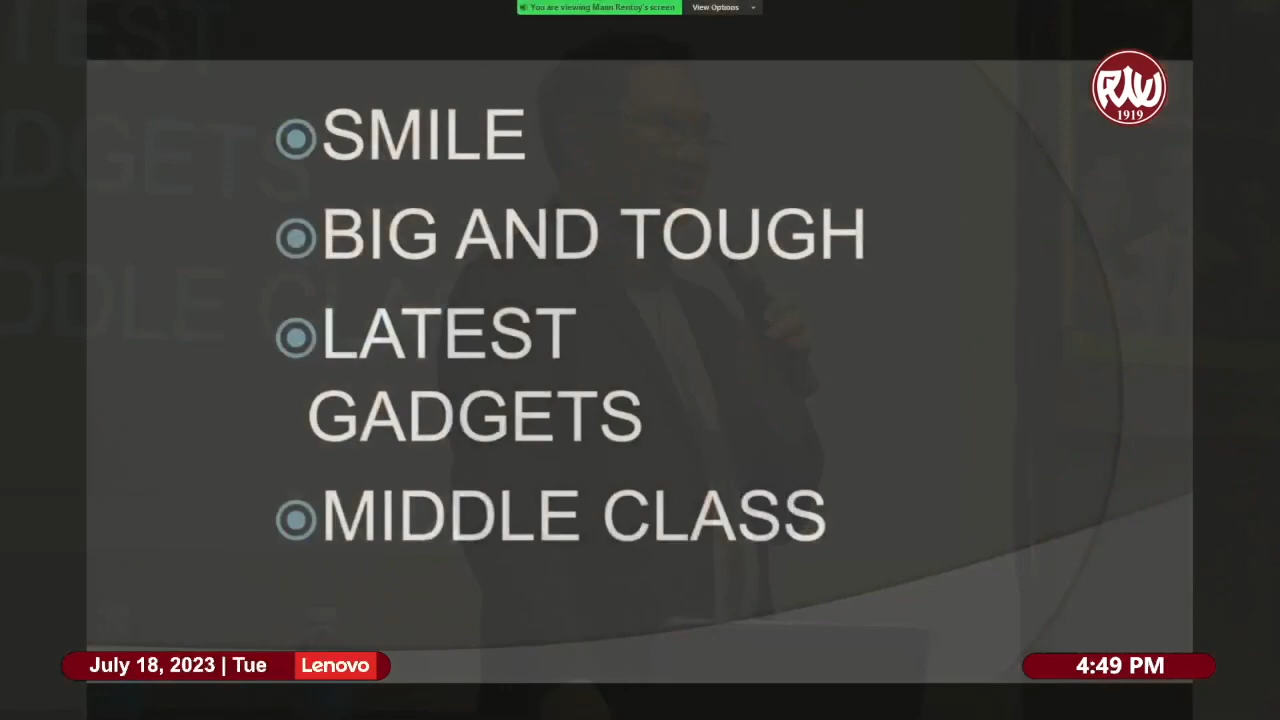 You are viewing Mann Rentoy's screen View Options
RWU
1919
SMILE
BIG AND TOUGH
LATEST
GADGETS
MIDDLE CLASS
July 18, 2023 | Tue Lenovo
4:49 PM